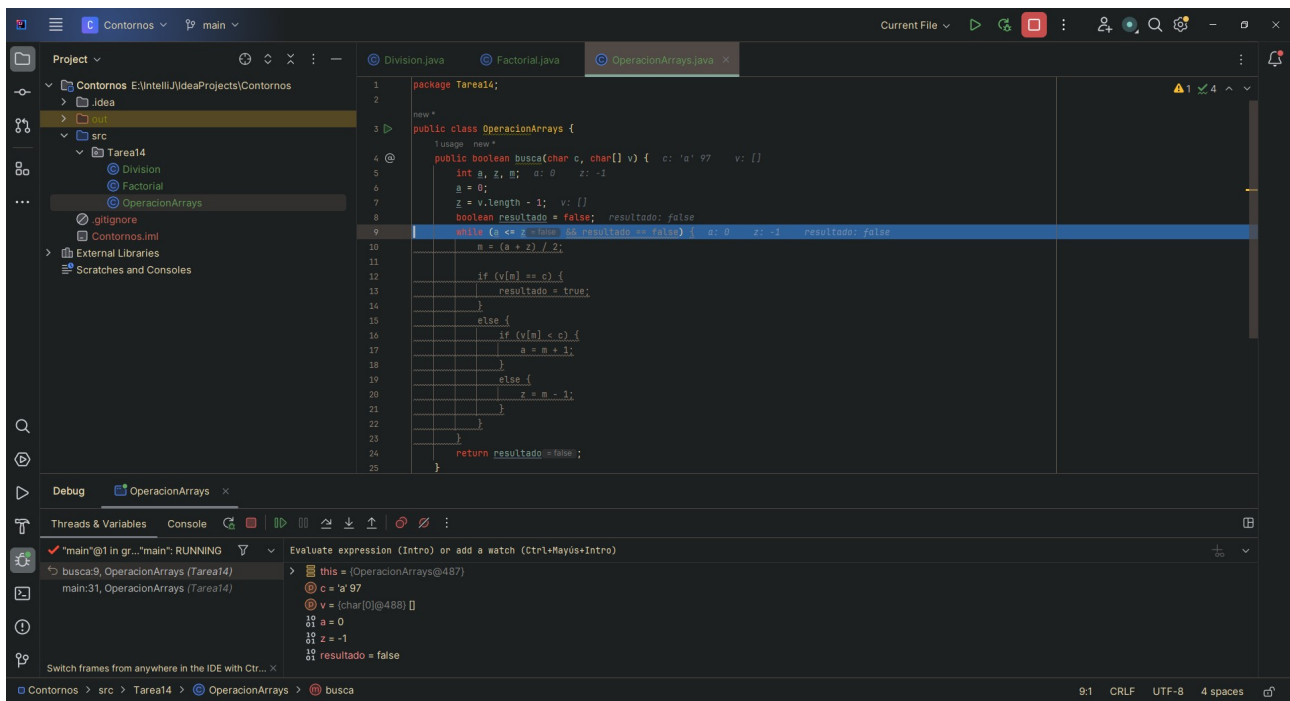 C Contornos main Current File
Project
Division.java Factorial.java OperacionArrays.java
Contornos E:\IntelliJ\IdeaProjects\Contornos
.idea
out
src
Tarea14
Division
Factorial
OperacionArrays
.gitignore
Contornos.iml
External Libraries
Scratches and Consoles
1 4
1 package Tarea14;
2
new *
3 public class OperacionArrays {
1 usage new *
4 @ public boolean busca(char c, char[] v) { c: 'a' 97 v: []
5 int a, z, m; a: 0 z: -1
6 a = 0;
7 z = v.length - 1; v: []
8 boolean resultado = false; resultado: false
9 while (a <= z = false && resultado == false) { a: 0 z: -1 resultado: false
10 m = (a + z) / 2;
11
12 if (v[m] == c) {
13 resultado = true;
14 }
15 else {
16 if (v[m] < c) {
17 a = m + 1;
18 }
19 else {
20 z = m - 1;
21 }
22 }
23 }
24 return resultado = false ;
25 }
Debug OperacionArrays
Threads & Variables Console
"main"@1 in gr..."main": RUNNING
busca:9, OperacionArrays (Tarea14)
main:31, OperacionArrays (Tarea14)
Switch frames from anywhere in the IDE with Ctr...
Evaluate expression (Intro) or add a watch (Ctrl+Mayús+Intro)
this = {OperacionArrays@487}
c = 'a' 97
v = {char[0]@488} []
a = 0
z = -1
resultado = false
Contornos > src > Tarea14 > OperacionArrays > busca
9:1 CRLF UTF-8 4 spaces